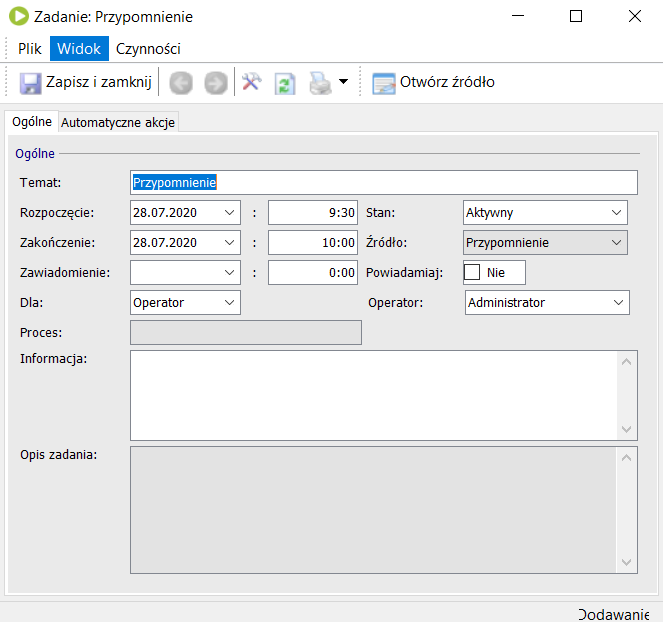 Zadanie: Przypomnienie
Plik Widok Czynności
Zapisz i zamknij Otwórz źródło
Ogólne Automatyczne akcje
Ogólne
Temat: Przypomnienie
Rozpoczęcie: 28.07.2020 : 9:30 Stan: Aktywny
Zakończenie: 28.07.2020 : 10:00 Źródło: Przypomnienie
Zawiadomienie: : 0:00 Powiadamiaj: Nie
Dla: Operator Operator: Administrator
Proces:
Informacja:
Opis zadania:
Dodawanie